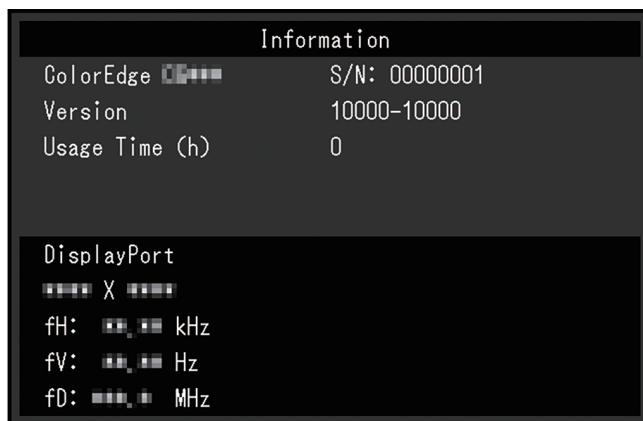 Information
ColorEdge S/N: 00000001
Version 10000-10000
Usage Time (h) 0
DisplayPort
X
fH: kHz
fV: Hz
fD: MHz